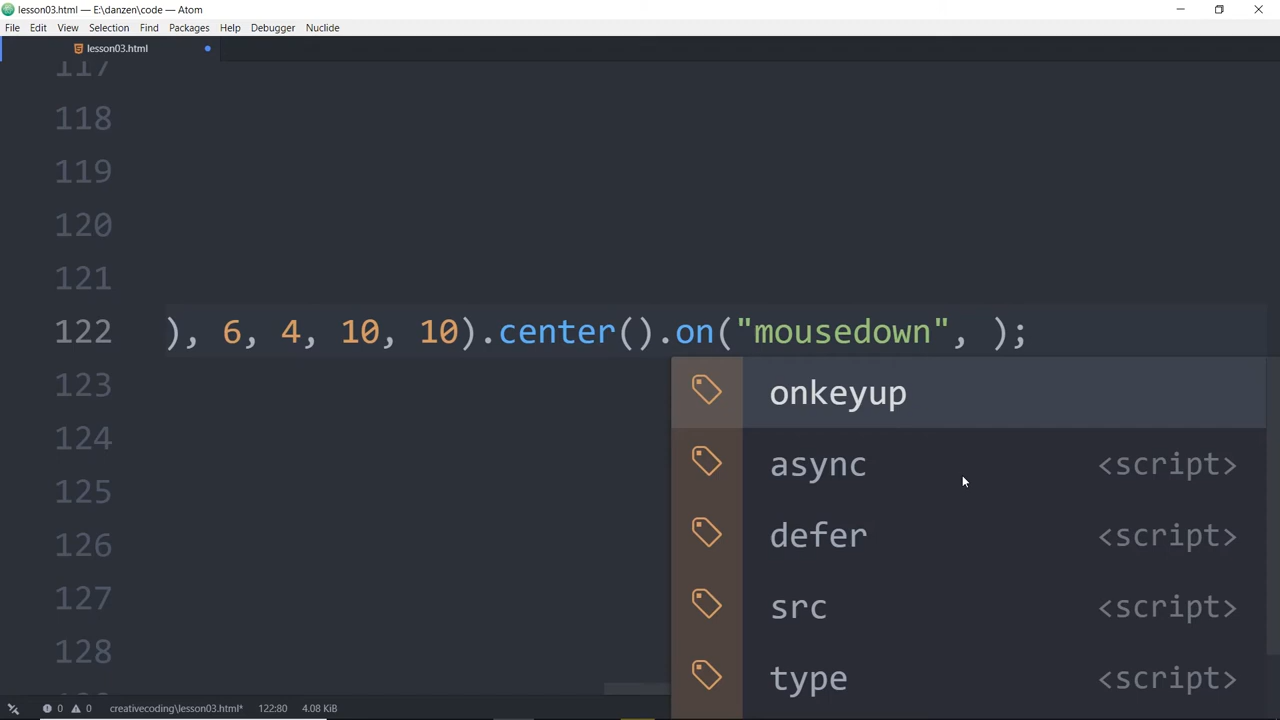 lesson03.html — E:\danzen\code — Atom
File Edit View Selection Find Packages Help Debugger Nuclide
lesson03.html
117
118
119
120
121
122 ), 6, 4, 10, 10).center().on("mousedown", );
123
onkeyup
124
async <script>
125
defer <script>
126
src <script>
127
type <script>
128
0 0 creativecoding\lesson03.html* 122:80 4.08 KiB